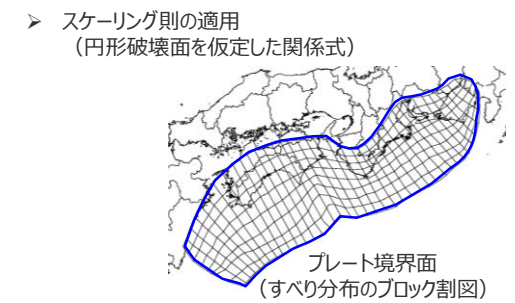 ➢ スケーリング則の適用
（円形破壊面を仮定した関係式）
プレート境界面
（すべり分布のブロック割図）